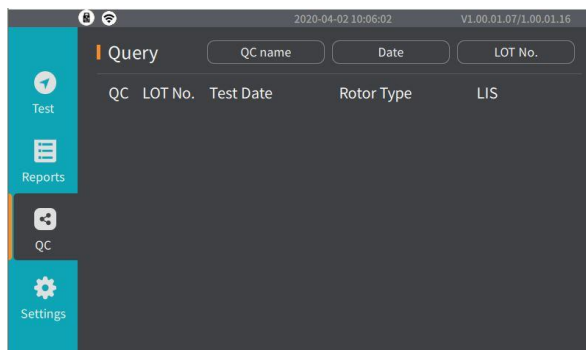 2020-04-02 10:06:02 V1.00.01.07/1.00.01.16
Query QC name Date LOT No.
QC LOT No. Test Date Rotor Type LIS
Test
Reports
QC
Settings